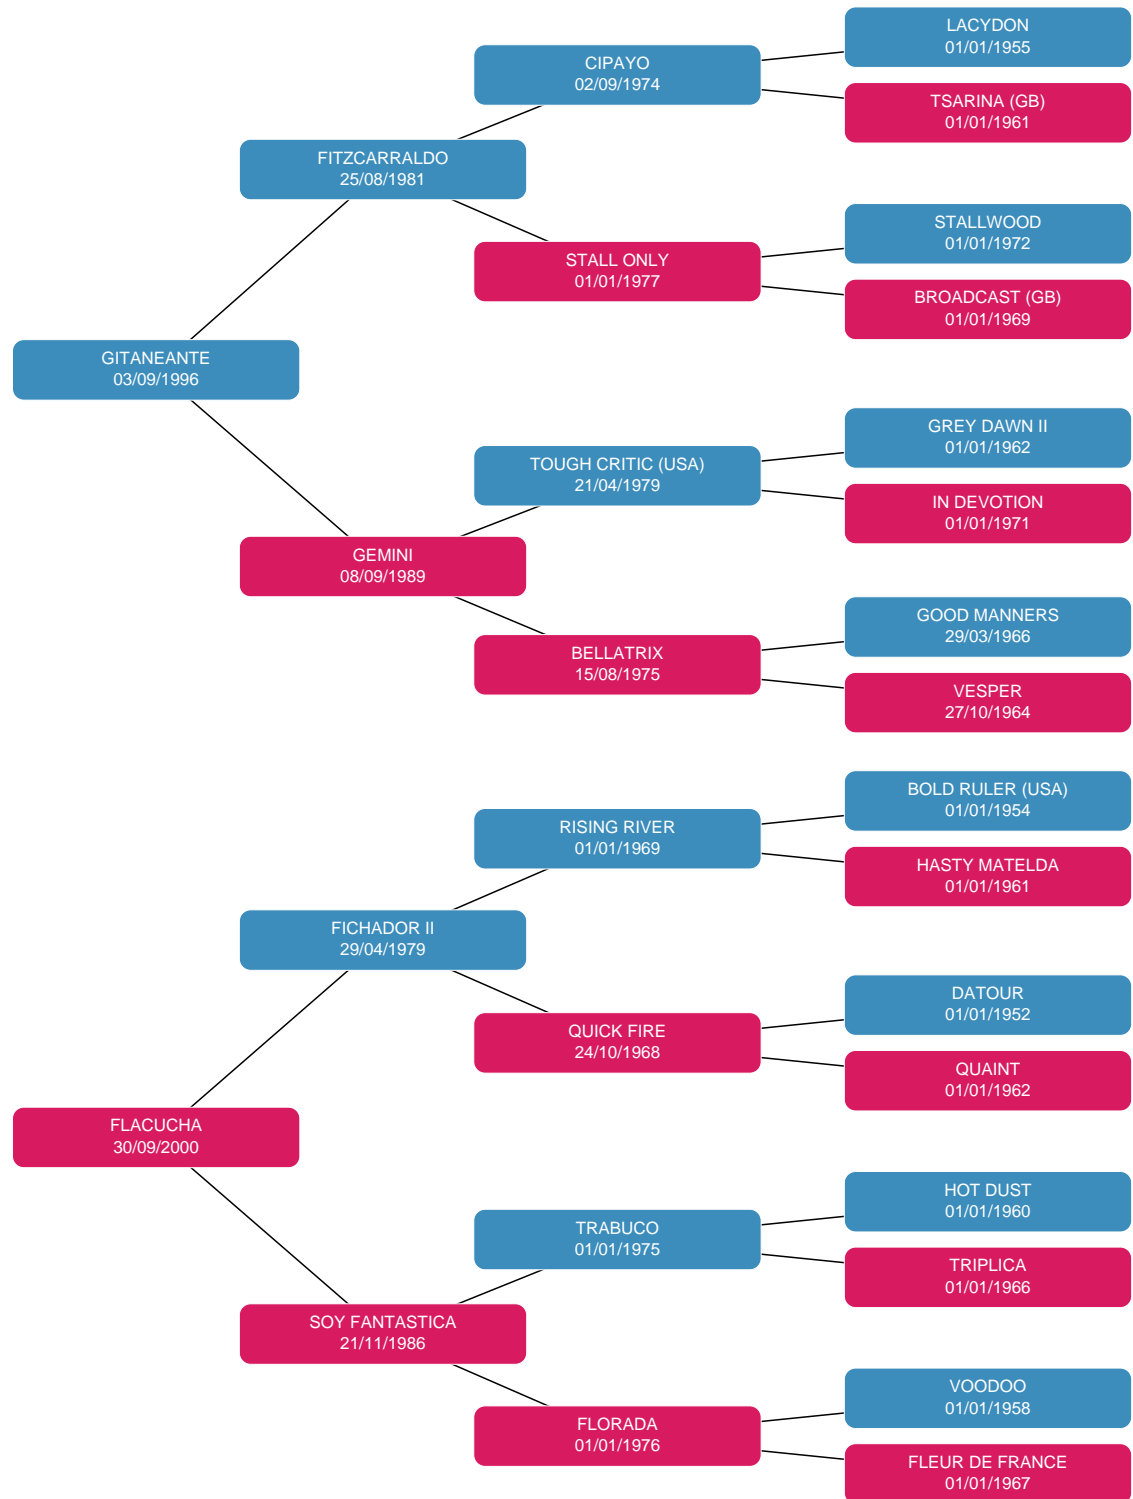 LACYDON
01/01/1955
CIPAYO
02/09/1974
TSARINA (GB)
01/01/1961
FITZCARRALDO
25/08/1981
STALLWOOD
01/01/1972
STALL ONLY
01/01/1977
BROADCAST (GB)
01/01/1969
GITANEANTE
03/09/1996
GREY DAWN II
01/01/1962
TOUGH CRITIC (USA)
21/04/1979
IN DEVOTION
01/01/1971
GEMINI
08/09/1989
GOOD MANNERS
29/03/1966
BELLATRIX
15/08/1975
VESPER
27/10/1964
BOLD RULER (USA)
01/01/1954
RISING RIVER
01/01/1969
HASTY MATELDA
01/01/1961
FICHADOR II
29/04/1979
DATOUR
01/01/1952
QUICK FIRE
24/10/1968
QUAINT
01/01/1962
FLACUCHA
30/09/2000
HOT DUST
01/01/1960
TRABUCO
01/01/1975
TRIPLICA
01/01/1966
SOY FANTASTICA
21/11/1986
VOODOO
01/01/1958
FLORADA
01/01/1976
FLEUR DE FRANCE
01/01/1967